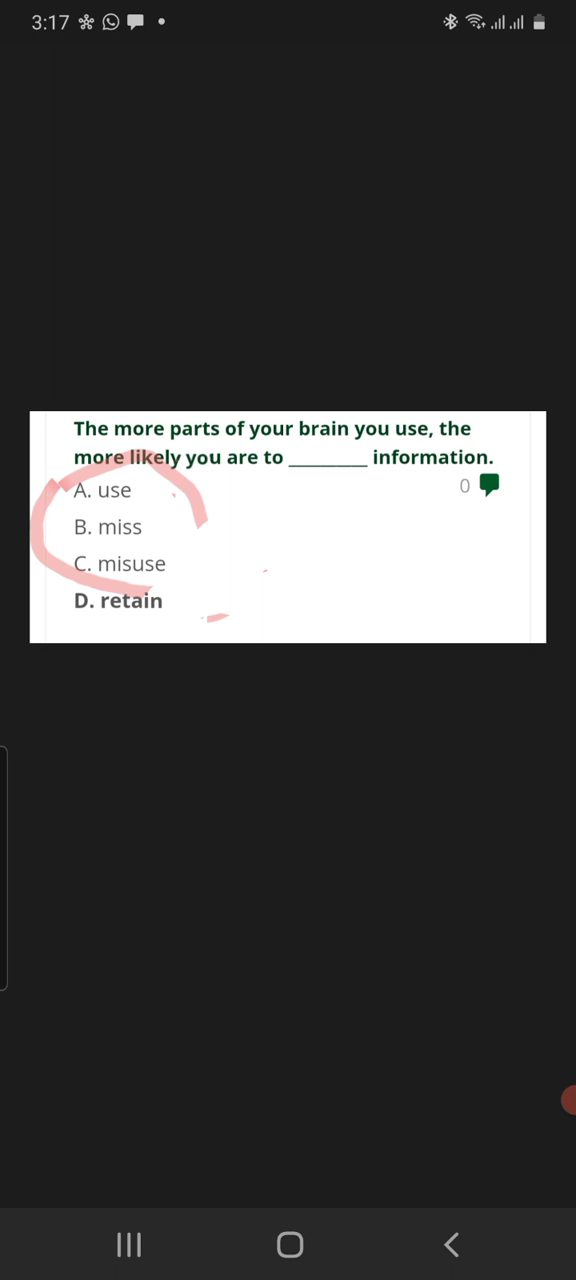 3:17
The more parts of your brain you use, the
more likely you are to ________ information.
A. use
0
B. miss
C. misuse
D. retain